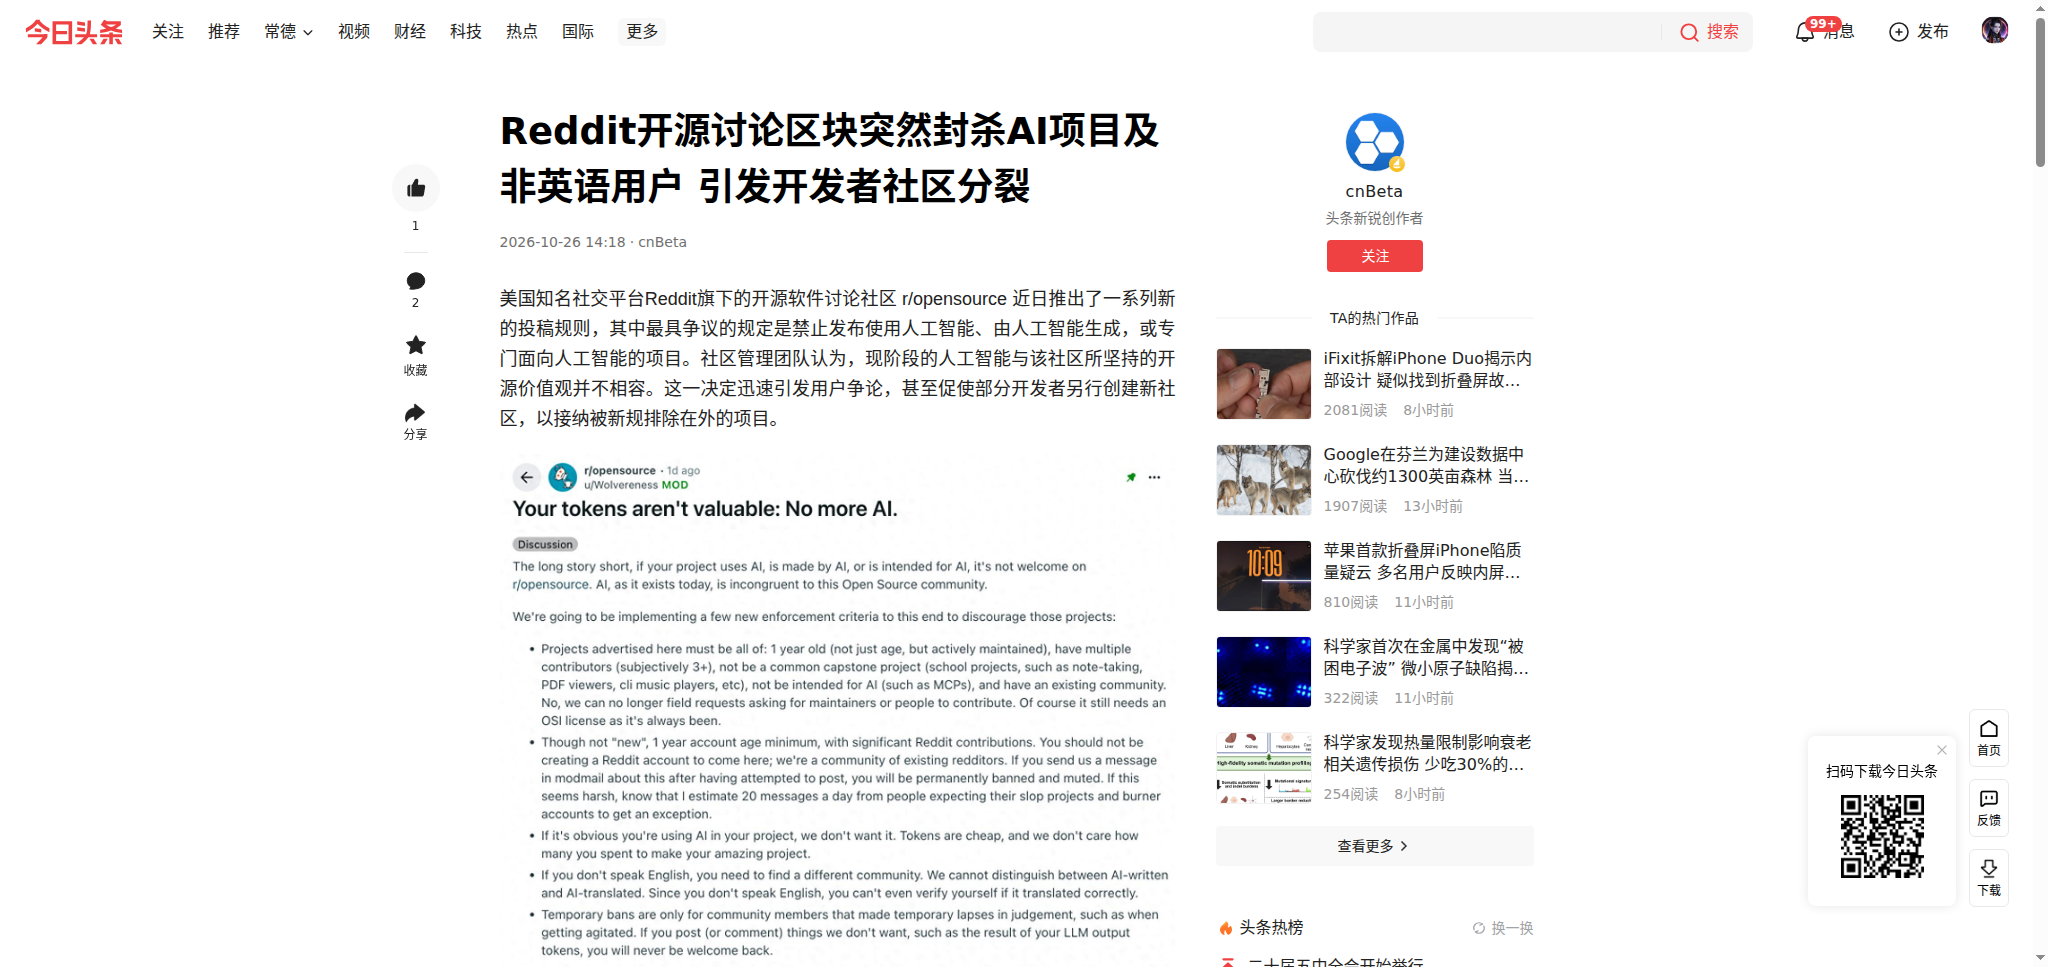 今日头条
关注
推荐
常德
视频
财经
科技
热点
国际
更多
搜索
99+
消息
发布
Reddit开源讨论区块突然封杀AI项目及
非英语用户 引发开发者社区分裂
2026-10-26 14:18 · cnBeta
1
2
收藏
分享
美国知名社交平台Reddit旗下的开源软件讨论社区 r/opensource 近日推出了一系列新
的投稿规则，其中最具争议的规定是禁止发布使用人工智能、由人工智能生成，或专
门面向人工智能的项目。社区管理团队认为，现阶段的人工智能与该社区所坚持的开
源价值观并不相容。这一决定迅速引发用户争论，甚至促使部分开发者另行创建新社
区，以接纳被新规排除在外的项目。
r/opensource · 1d ago
u/Wolvereness MOD
Your tokens aren't valuable: No more AI.
Discussion
The long story short, if your project uses AI, is made by AI, or is intended for AI, it's not welcome on
r/opensource. AI, as it exists today, is incongruent to this Open Source community.
We're going to be implementing a few new enforcement criteria to this end to discourage those projects:
• Projects advertised here must be all of: 1 year old (not just age, but actively maintained), have multiple
contributors (subjectively 3+), not be a common capstone project (school projects, such as note-taking,
PDF viewers, cli music players, etc), not be intended for AI (such as MCPs), and have an existing community.
No, we can no longer field requests asking for maintainers or people to contribute. Of course it still needs an
OSI license as it's always been.
• Though not "new", 1 year account age minimum, with significant Reddit contributions. You should not be
creating a Reddit account to come here; we're a community of existing redditors. If you send us a message
in modmail about this after having attempted to post, you will be permanently banned and muted. If this
seems harsh, know that I estimate 20 messages a day from people expecting their slop projects and burner
accounts to get an exception.
• If it's obvious you're using AI in your project, we don't want it. Tokens are cheap, and we don't care how
many you spent to make your amazing project.
• If you don't speak English, you need to find a different community. We cannot distinguish between AI-written
and AI-translated. Since you don't speak English, you can't even verify yourself if it translated correctly.
• Temporary bans are only for community members that made temporary lapses in judgement, such as when
getting agitated. If you post (or comment) things we don't want, such as the result of your LLM output
tokens, you will never be welcome back.
cnBeta
头条新锐创作者
关注
TA的热门作品
iFixit拆解iPhone Duo揭示内
部设计 疑似找到折叠屏故...
2081阅读 8小时前
Google在芬兰为建设数据中
心砍伐约1300英亩森林 当...
1907阅读 13小时前
10:09
苹果首款折叠屏iPhone陷质
量疑云 多名用户反映内屏...
810阅读 11小时前
科学家首次在金属中发现“被
困电子波” 微小原子缺陷揭...
322阅读 11小时前
Liver
Kidney
High-fidelity somatic mutation profiling
科学家发现热量限制影响衰老
相关遗传损伤 少吃30%的...
254阅读 8小时前
查看更多
头条热榜
换一换
二十届五中全会开始举行
扫码下载今日头条
首页
反馈
下载